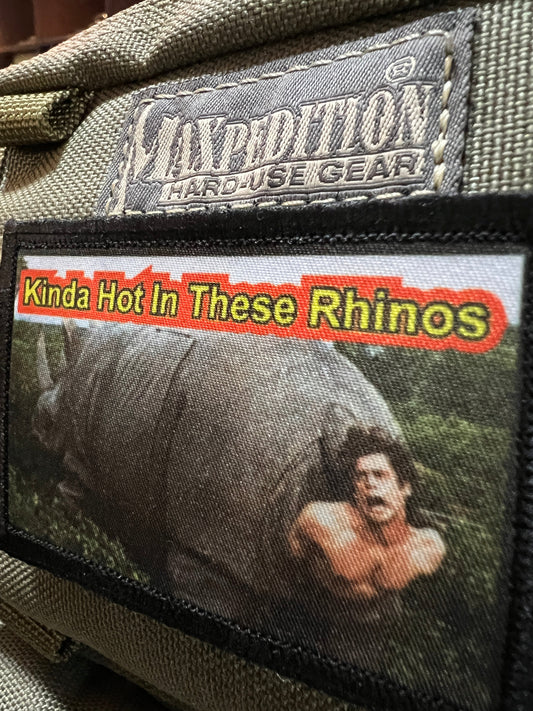 MAXPEDITION®
HARD-USE GEAR
Kinda Hot In These Rhinos